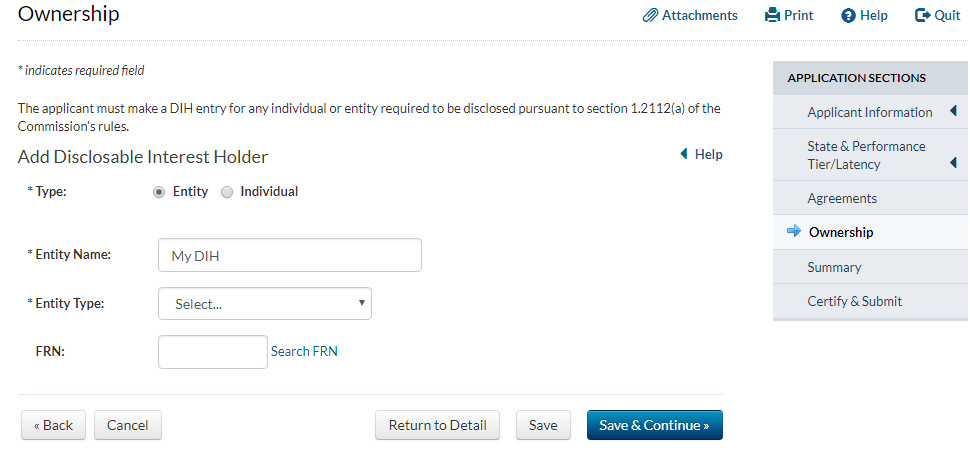 Ownership
Attachments Print Help Quit
* indicates required field
The applicant must make a DIH entry for any individual or entity required to be disclosed pursuant to section 1.2112(a) of the
Commission's rules.
Add Disclosable Interest Holder
Help
* Type: Entity Individual
* Entity Name: My DIH
* Entity Type: Select...
FRN: Search FRN
« Back Cancel Return to Detail Save Save & Continue »
APPLICATION SECTIONS
Applicant Information
State & Performance
Tier/Latency
Agreements
Ownership
Summary
Certify & Submit